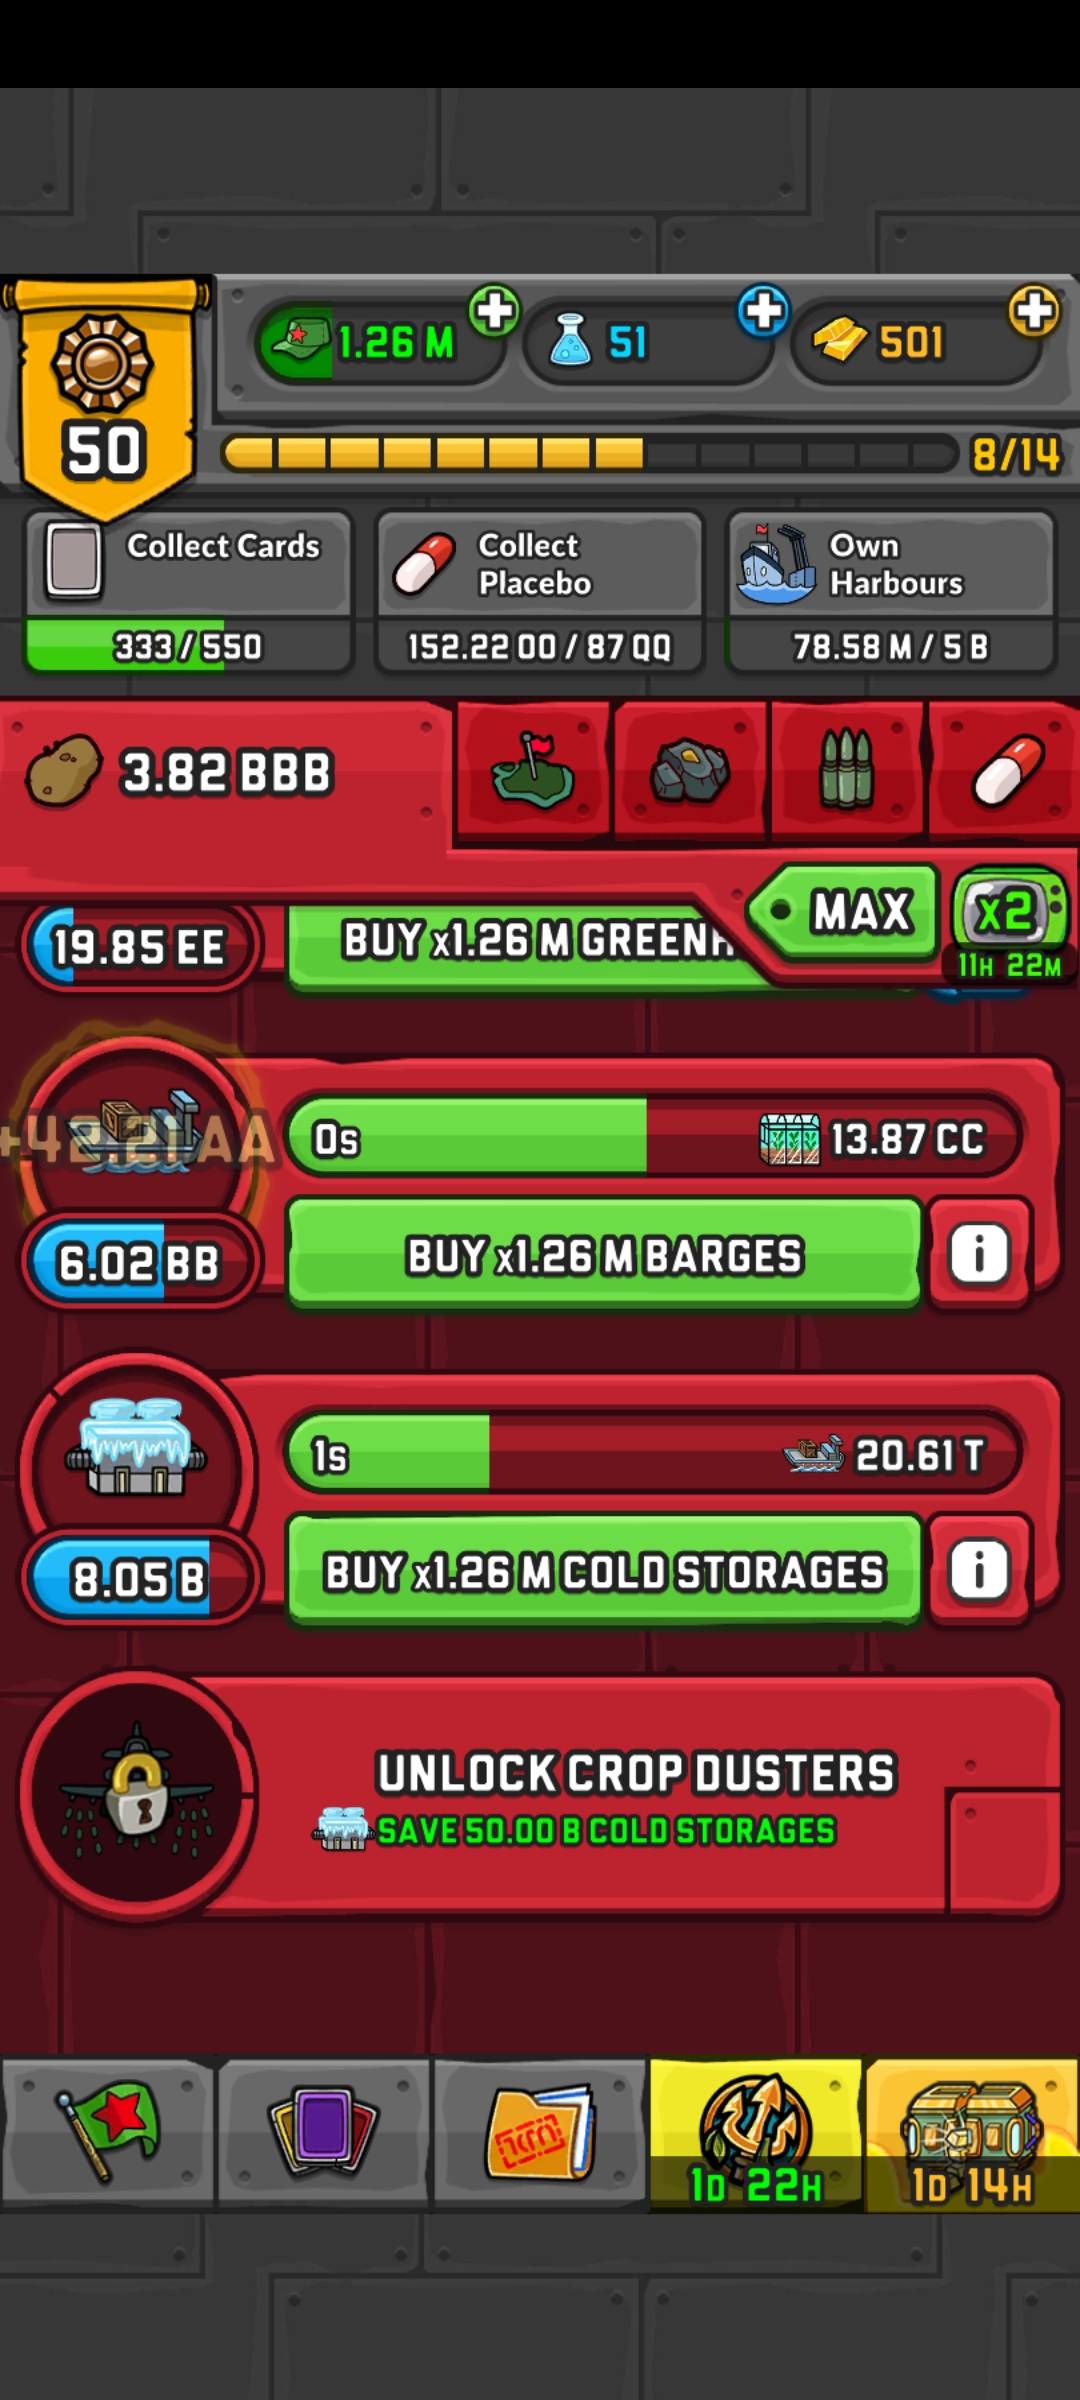 1.26 M
51
501
50
8/14
Collect Cards
333 / 550
Collect
Placebo
152.22 OO / 87 QQ
Own
Harbours
78.58 M / 5 B
3.82 BBB
MAX
x2
11H 22M
19.85 EE
BUY x1.26 M GREENH
+42.21 AA
0s
13.87 CC
6.02 BB
BUY x1.26 M BARGES
i
1s
20.61 T
8.05 B
BUY x1.26 M COLD STORAGES
i
UNLOCK CROP DUSTERS
SAVE 50.00 B COLD STORAGES
1D 22H
1D 14H